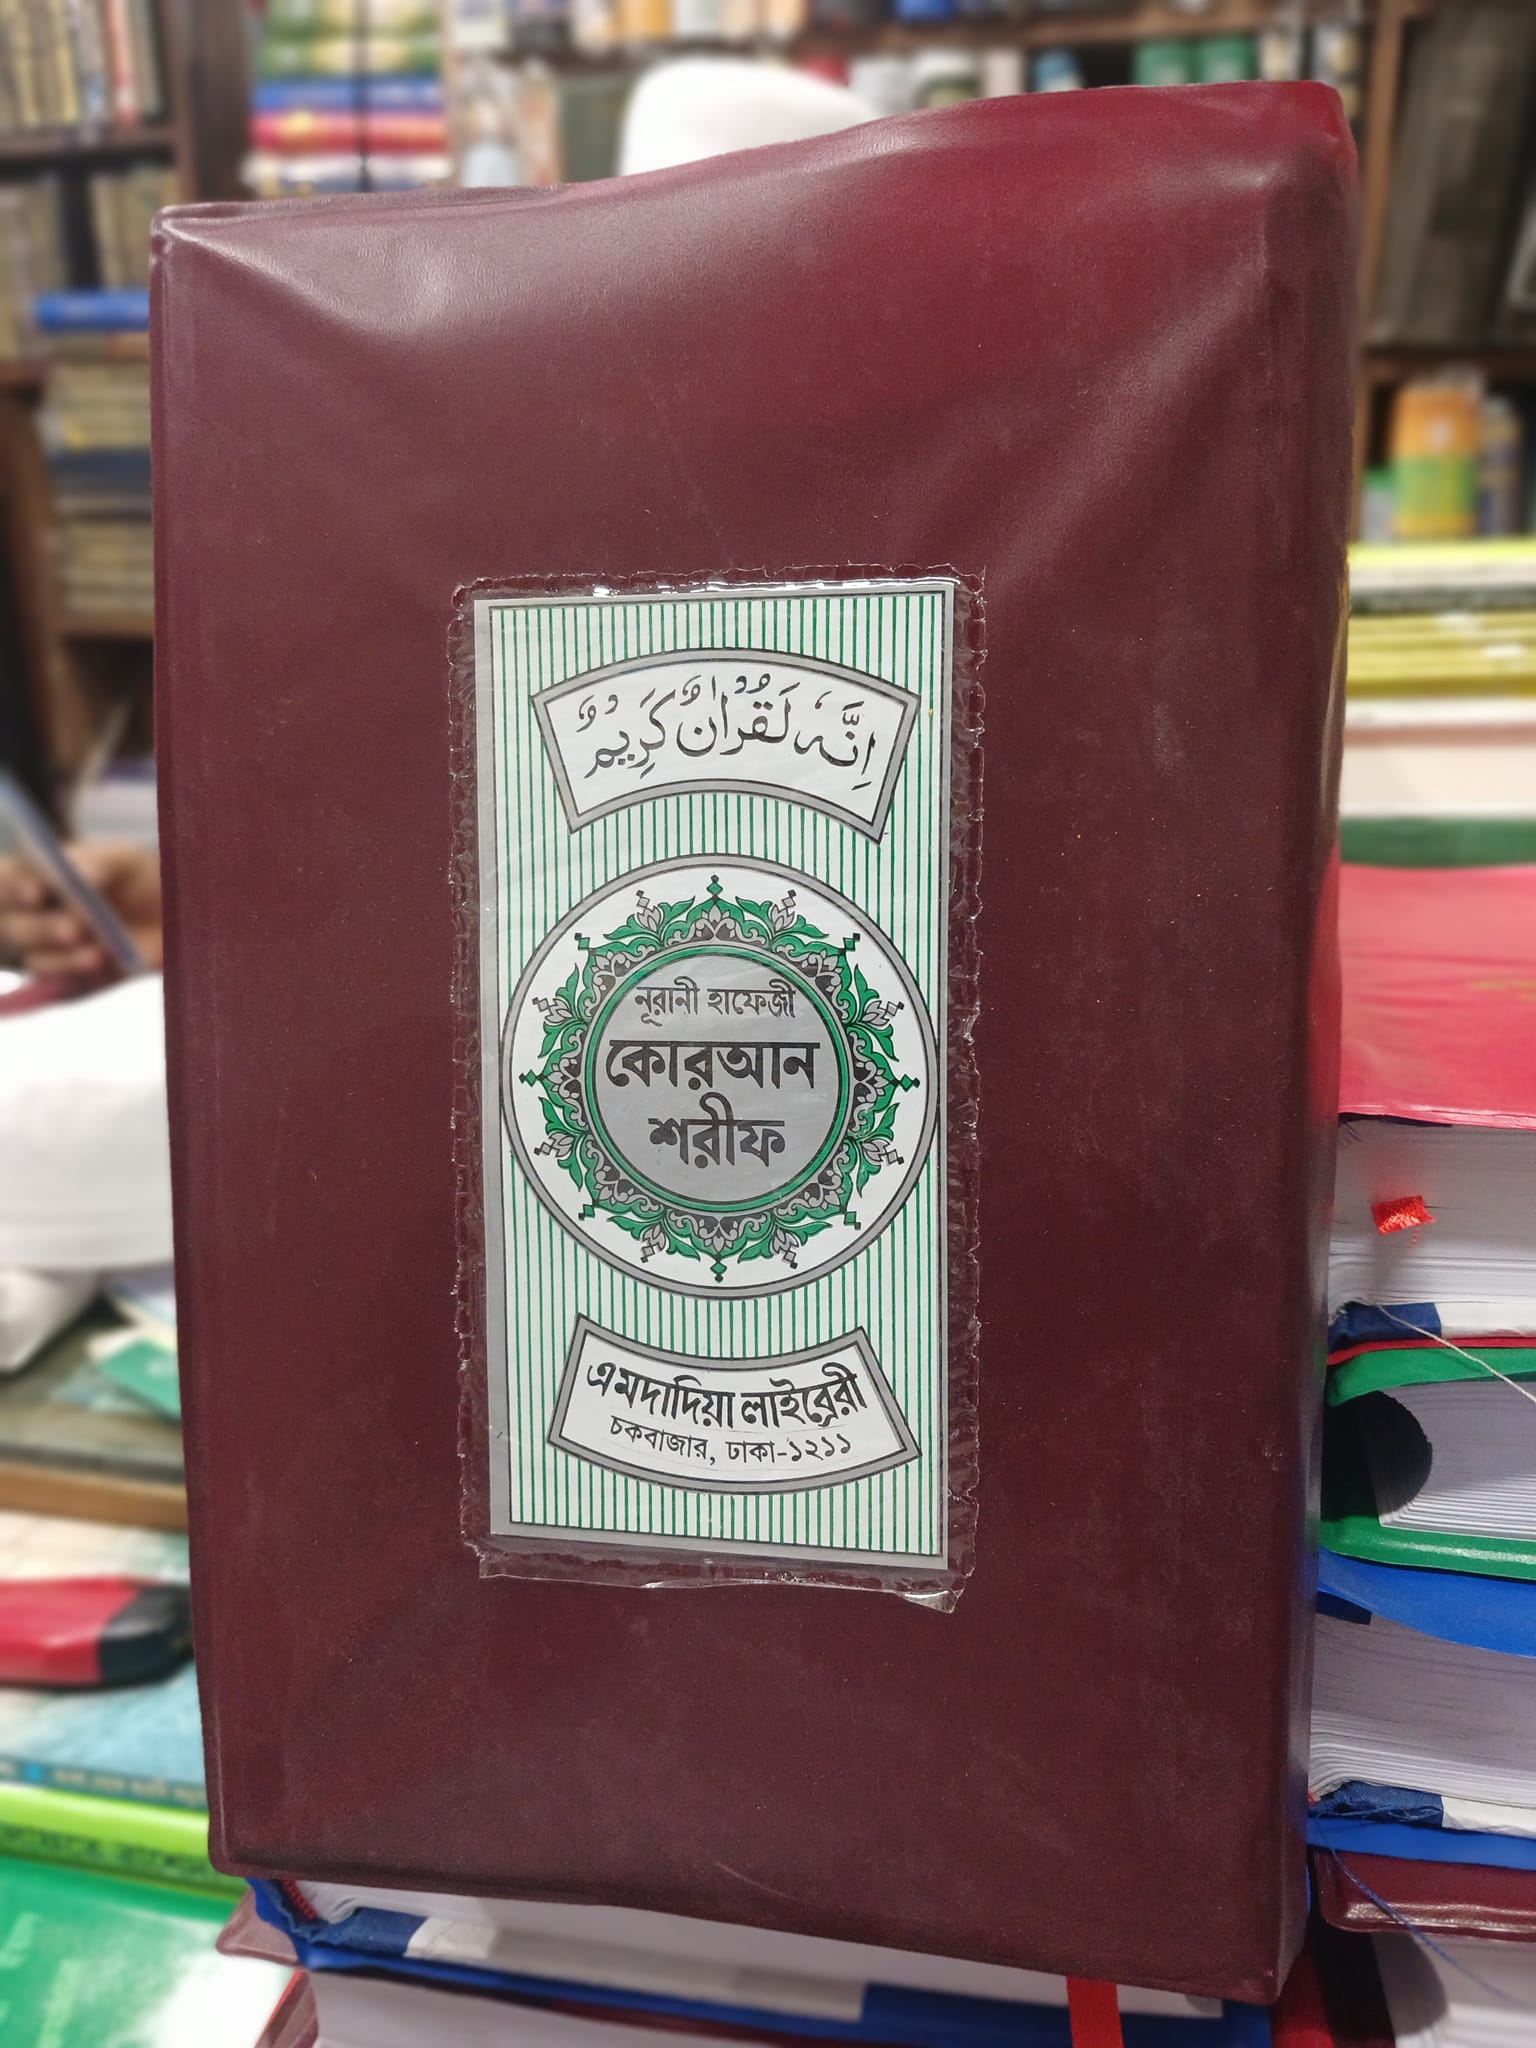 اِنَّهٗ لَقُرْاٰنٌ كَرِيْمٌ
নূরানী হাফেজী
কোরআন
শরীফ
এমদাদিয়া লাইব্রেরী
চকবাজার, ঢাকা-১২১১